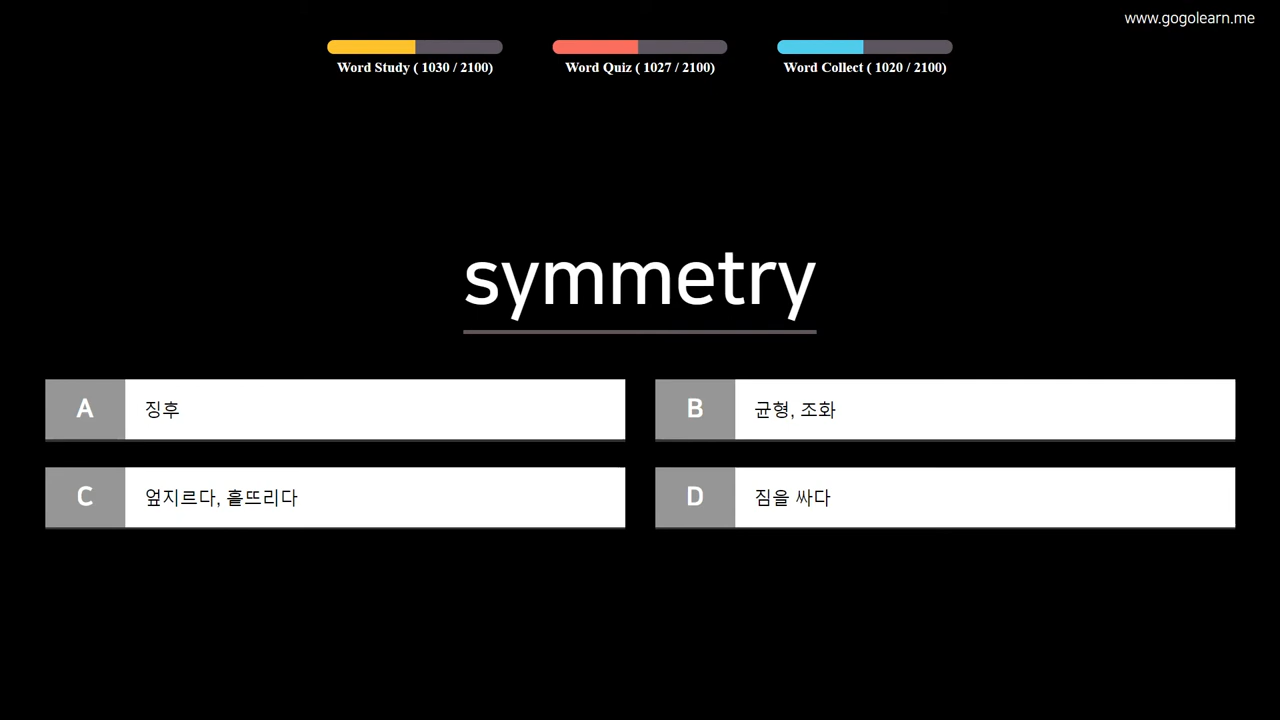 www.gogolearn.me
Word Study ( 1030 / 2100)
Word Quiz ( 1027 / 2100)
Word Collect ( 1020 / 2100)
symmetry
A 징후
B 균형, 조화
C 엎지르다, 흘뜨리다
D 짐을 싸다